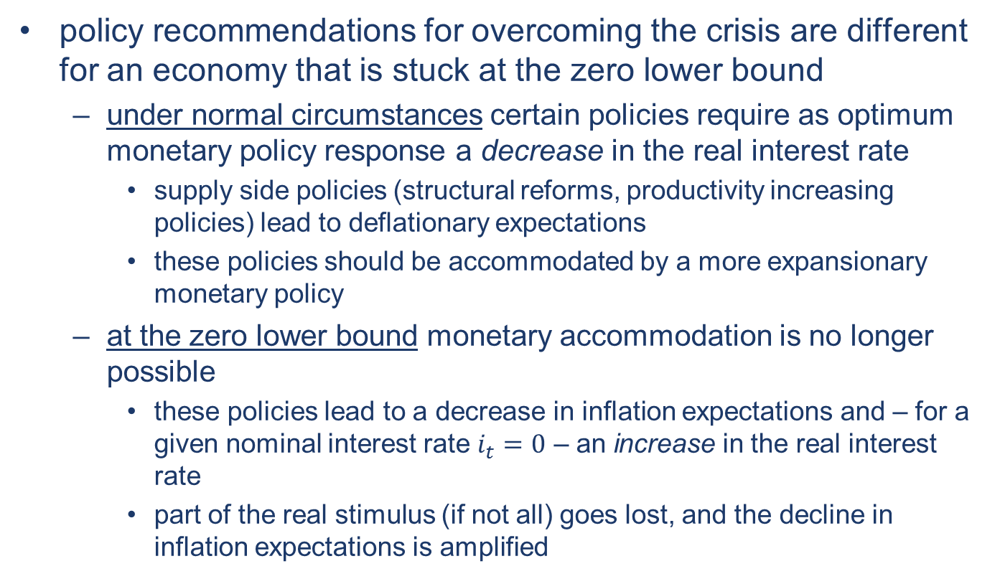 • policy recommendations for overcoming the crisis are different
for an economy that is stuck at the zero lower bound
– under normal circumstances certain policies require as optimum
monetary policy response a decrease in the real interest rate
• supply side policies (structural reforms, productivity increasing
policies) lead to deflationary expectations
• these policies should be accommodated by a more expansionary
monetary policy
– at the zero lower bound monetary accommodation is no longer
possible
• these policies lead to a decrease in inflation expectations and – for a
given nominal interest rate 𝑖𝑡 = 0 – an increase in the real interest
rate
• part of the real stimulus (if not all) goes lost, and the decline in
inflation expectations is amplified